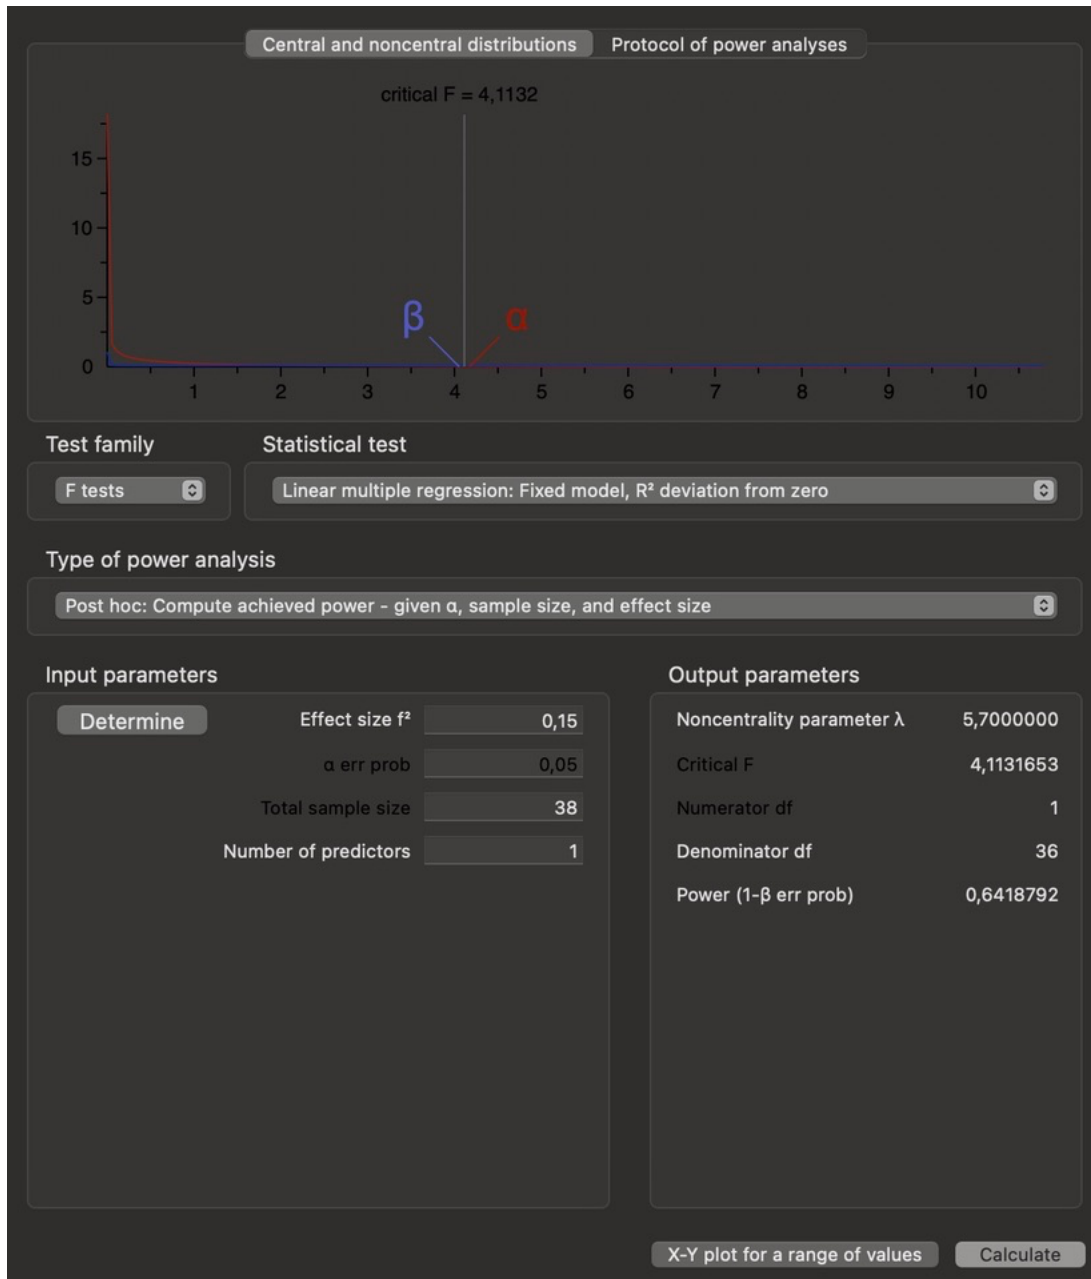 Central and noncentral distributions Protocol of power analyses
critical F = 4,1132
15
10
5
0
β α
1 2 3 4 5 6 7 8 9 10
Test family Statistical test
F tests Linear multiple regression: Fixed model, R² deviation from zero
Type of power analysis
Post hoc: Compute achieved power - given α, sample size, and effect size
Input parameters Output parameters
Determine Effect size f² 0,15 Noncentrality parameter λ 5,7000000
α err prob 0,05 Critical F 4,1131653
Total sample size 38 Numerator df 1
Number of predictors 1 Denominator df 36
Power (1-β err prob) 0,6418792
X-Y plot for a range of values Calculate